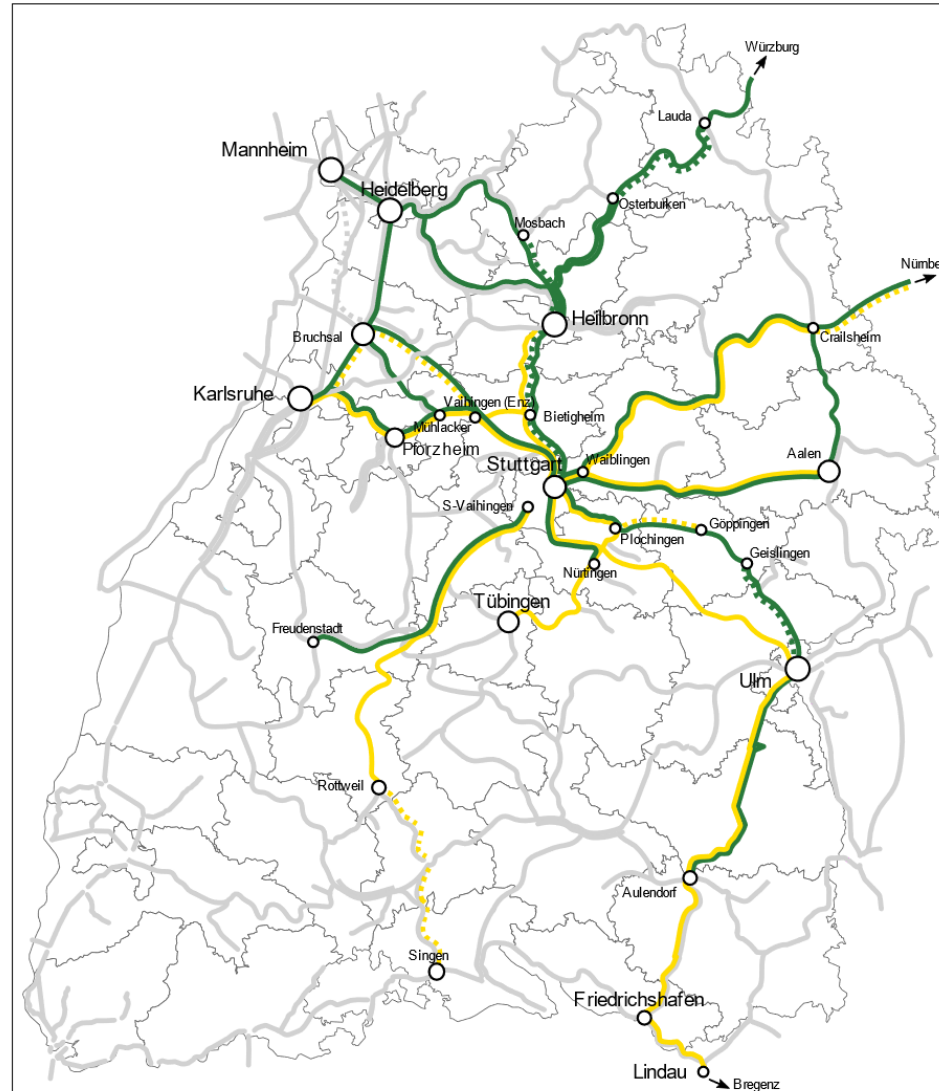 Würzburg
Lauda
Mannheim
Heidelberg
Osterbuiken
Mosbach
Nürnbe
Heilbronn
Bruchsal
Crailsheim
Karlsruhe
Vaihingen (Enz)
Mühlacker
Bietigheim
Pforzheim
Stuttgart
Waiblingen
Aalen
S-Vaihingen
Plochingen
Göppingen
Geislingen
Nürtingen
Tübingen
Freudenstadt
Ulm
Rottweil
Aulendorf
Singen
Friedrichshafen
Lindau
Bregenz